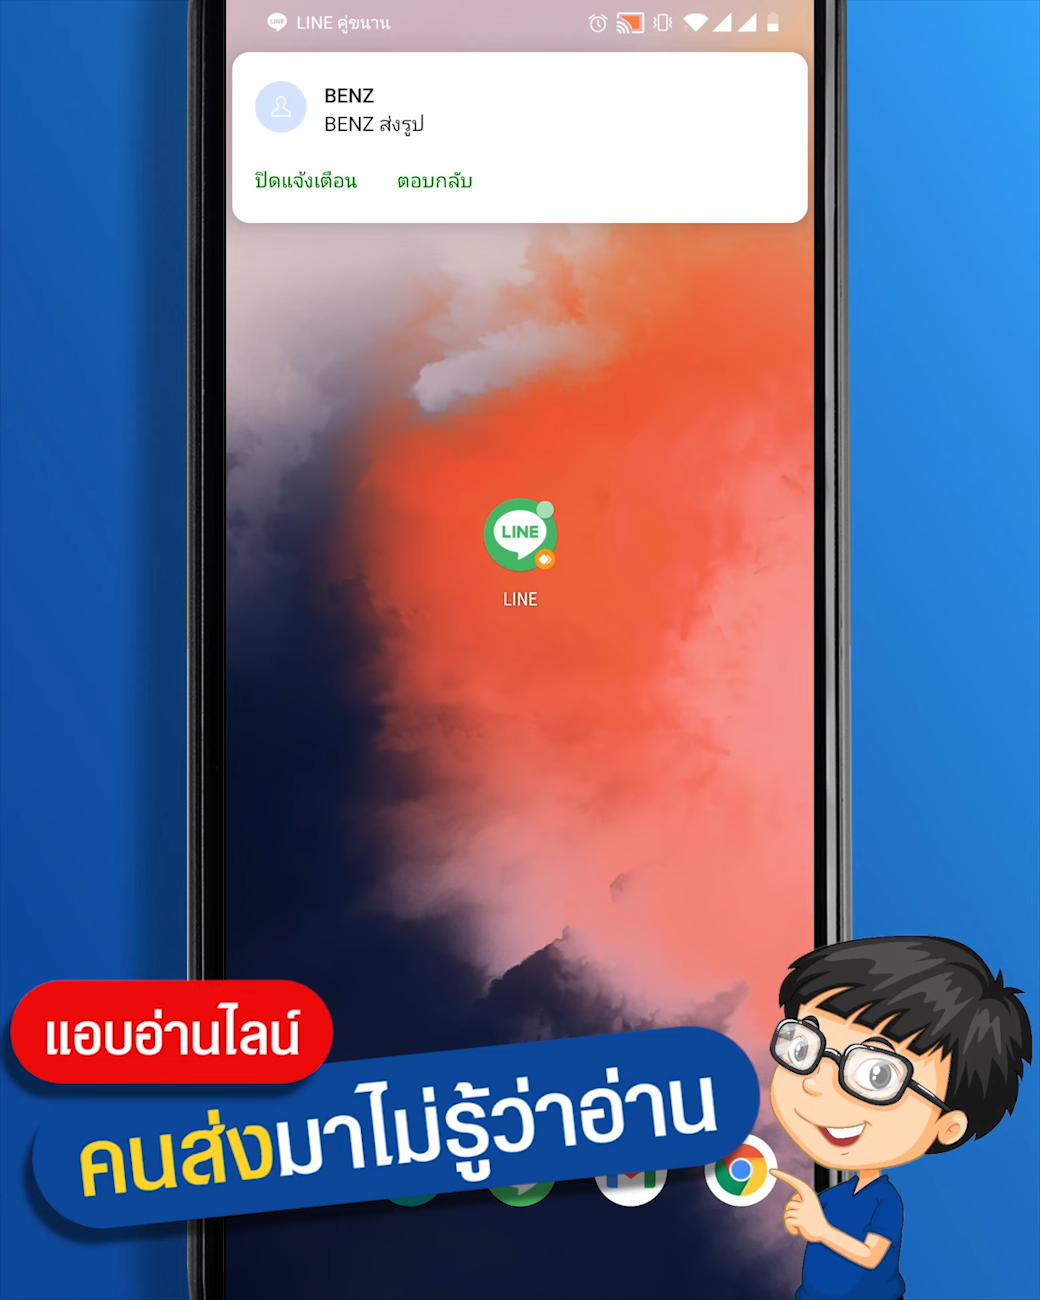 LINE LINE คู่ขนาน
BENZ
BENZ ส่งรูป
ปิดแจ้งเตือน ตอบกลับ
LINE
LINE
แอบอ่านไลน์
คนส่งมาไม่รู้ว่าอ่าน